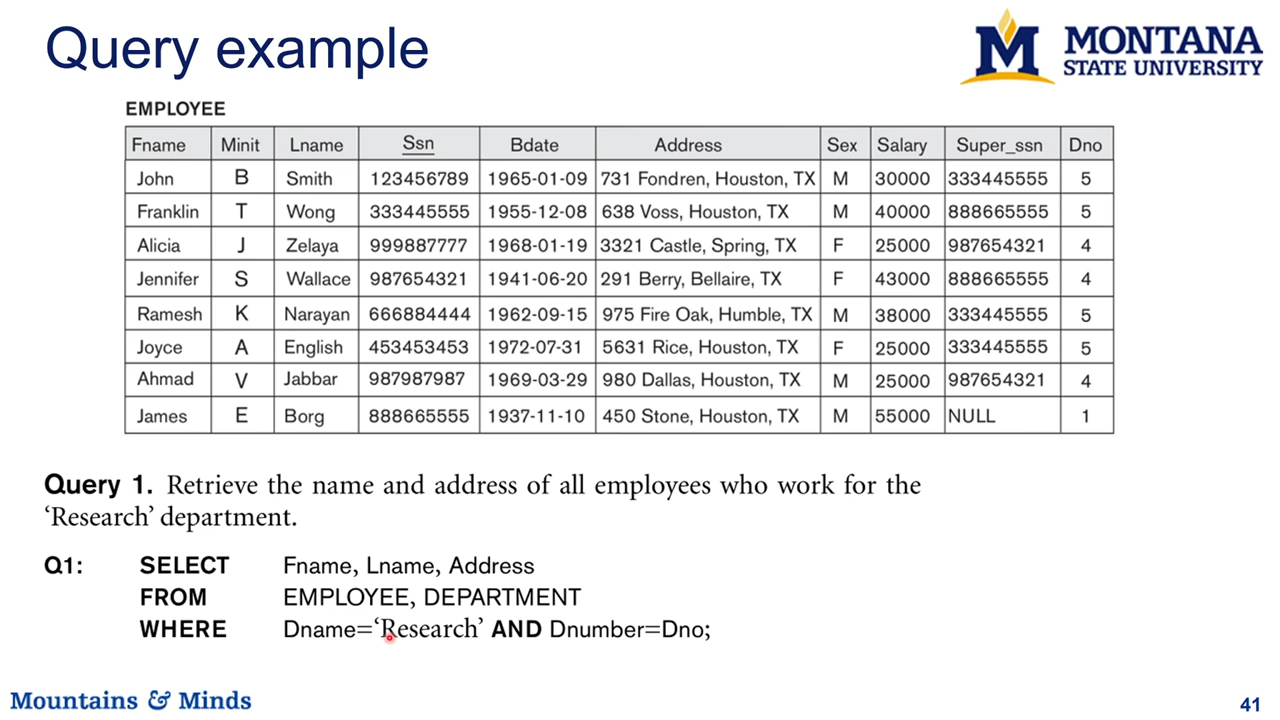 Query example
MONTANA
STATE UNIVERSITY
EMPLOYEE
Fname Minit Lname Ssn Bdate Address Sex Salary Super_ssn Dno
John B Smith 123456789 1965-01-09 731 Fondren, Houston, TX M 30000 333445555 5
Franklin T Wong 333445555 1955-12-08 638 Voss, Houston, TX M 40000 888665555 5
Alicia J Zelaya 999887777 1968-01-19 3321 Castle, Spring, TX F 25000 987654321 4
Jennifer S Wallace 987654321 1941-06-20 291 Berry, Bellaire, TX F 43000 888665555 4
Ramesh K Narayan 666884444 1962-09-15 975 Fire Oak, Humble, TX M 38000 333445555 5
Joyce A English 453453453 1972-07-31 5631 Rice, Houston, TX F 25000 333445555 5
Ahmad V Jabbar 987987987 1969-03-29 980 Dallas, Houston, TX M 25000 987654321 4
James E Borg 888665555 1937-11-10 450 Stone, Houston, TX M 55000 NULL 1
Query 1. Retrieve the name and address of all employees who work for the
‘Research’ department.
Q1: SELECT Fname, Lname, Address
FROM EMPLOYEE, DEPARTMENT
WHERE Dname=‘Research’ AND Dnumber=Dno;
Mountains & Minds
41